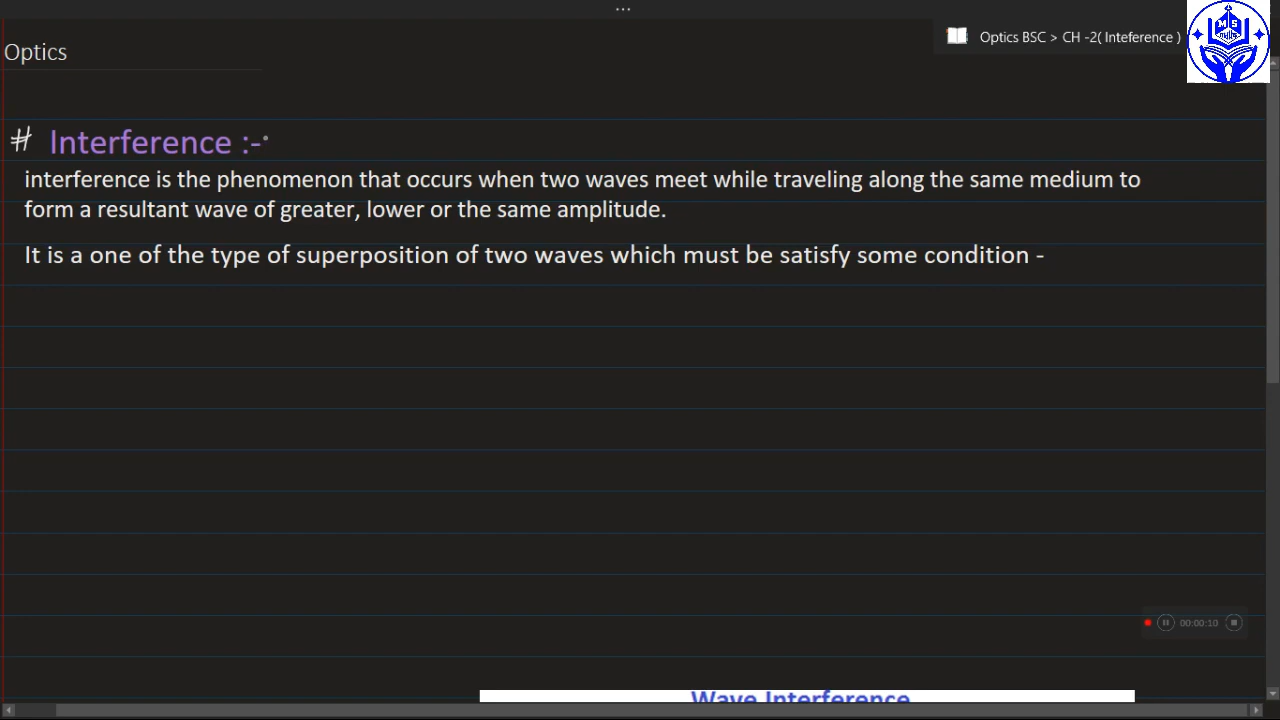 ...
Optics BSC > CH -2( Inteference )
Optics
# Interference :-
interference is the phenomenon that occurs when two waves meet while traveling along the same medium to
form a resultant wave of greater, lower or the same amplitude.
It is a one of the type of superposition of two waves which must be satisfy some condition -
00:00:10
Wave Interference